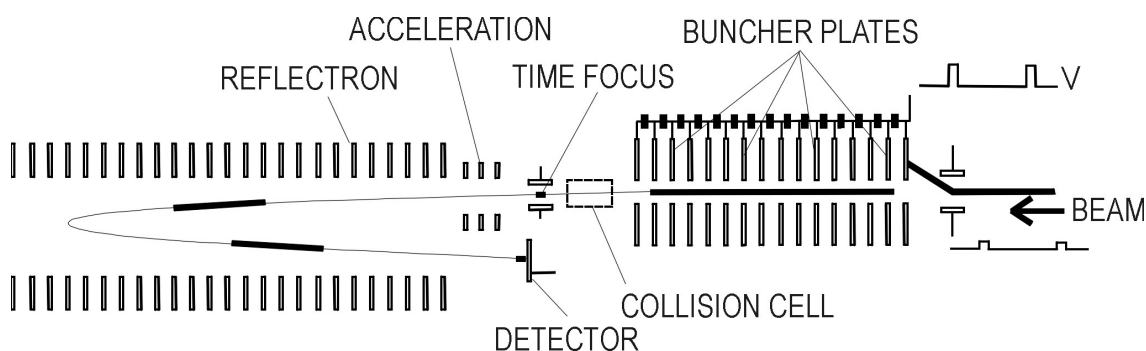 ACCELERATION
BUNCHER PLATES
REFLECTRON
TIME FOCUS
V
BEAM
COLLISION CELL
DETECTOR